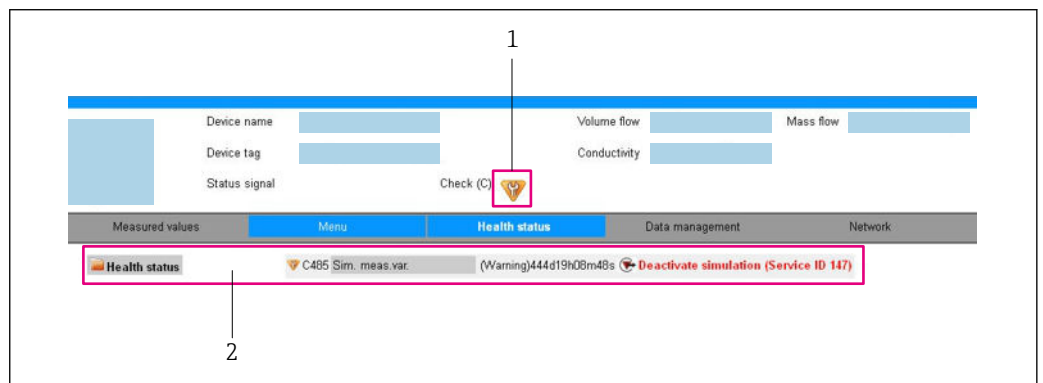 1
Device name Volume flow Mass flow
Device tag Conductivity
Status signal Check (C)
Measured values Menu Health status Data management Network
Health status C485 Sim. meas.var. (Warning)444d19h08m48s Deactivate simulation (Service ID 147)
2